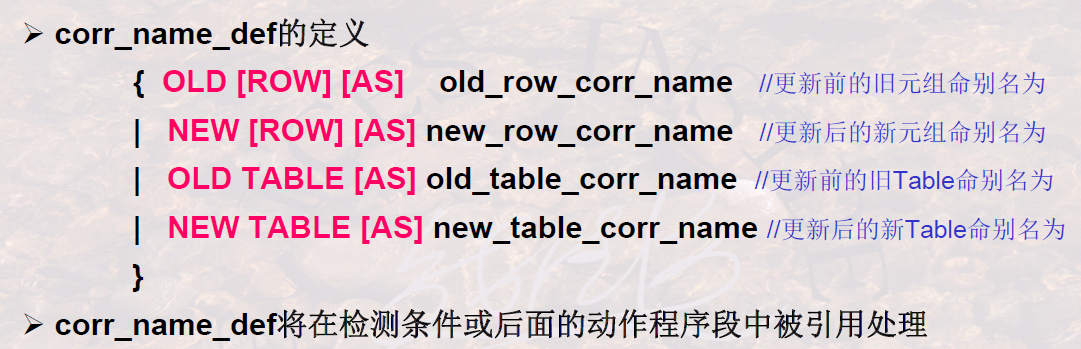 ➢ corr_name_def的定义
{ OLD [ROW] [AS] old_row_corr_name //更新前的旧元组命别名为
| NEW [ROW] [AS] new_row_corr_name //更新后的新元组命别名为
| OLD TABLE [AS] old_table_corr_name //更新前的旧Table命别名为
| NEW TABLE [AS] new_table_corr_name //更新后的新Table命别名为
}
➢ corr_name_def将在检测条件或后面的动作程序段中被引用处理